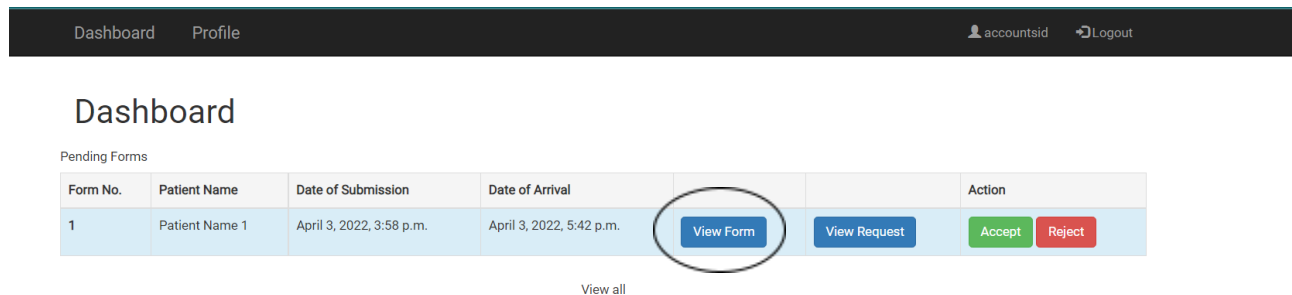 Dashboard Profile accountsid Logout
Dashboard
Pending Forms
Form No. Patient Name Date of Submission Date of Arrival Action
1 Patient Name 1 April 3, 2022, 3:58 p.m. April 3, 2022, 5:42 p.m. View Form View Request Accept Reject
View all